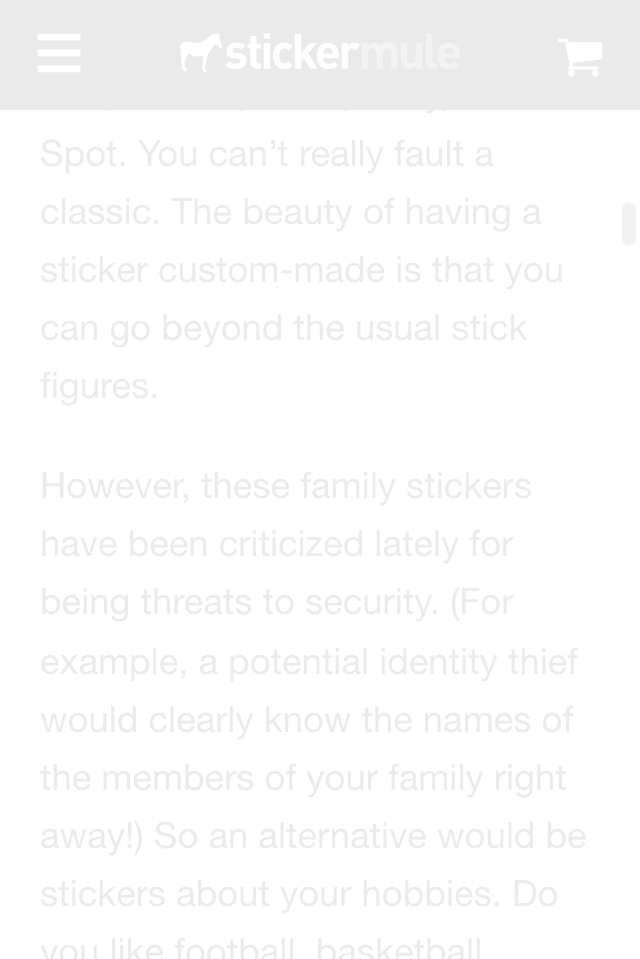 stickermule
Spot. You can’t really fault a
classic. The beauty of having a
sticker custom-made is that you
can go beyond the usual stick
figures.
However, these family stickers
have been criticized lately for
being threats to security. (For
example, a potential identity thief
would clearly know the names of
the members of your family right
away!) So an alternative would be
stickers about your hobbies. Do
you like football, basketball,